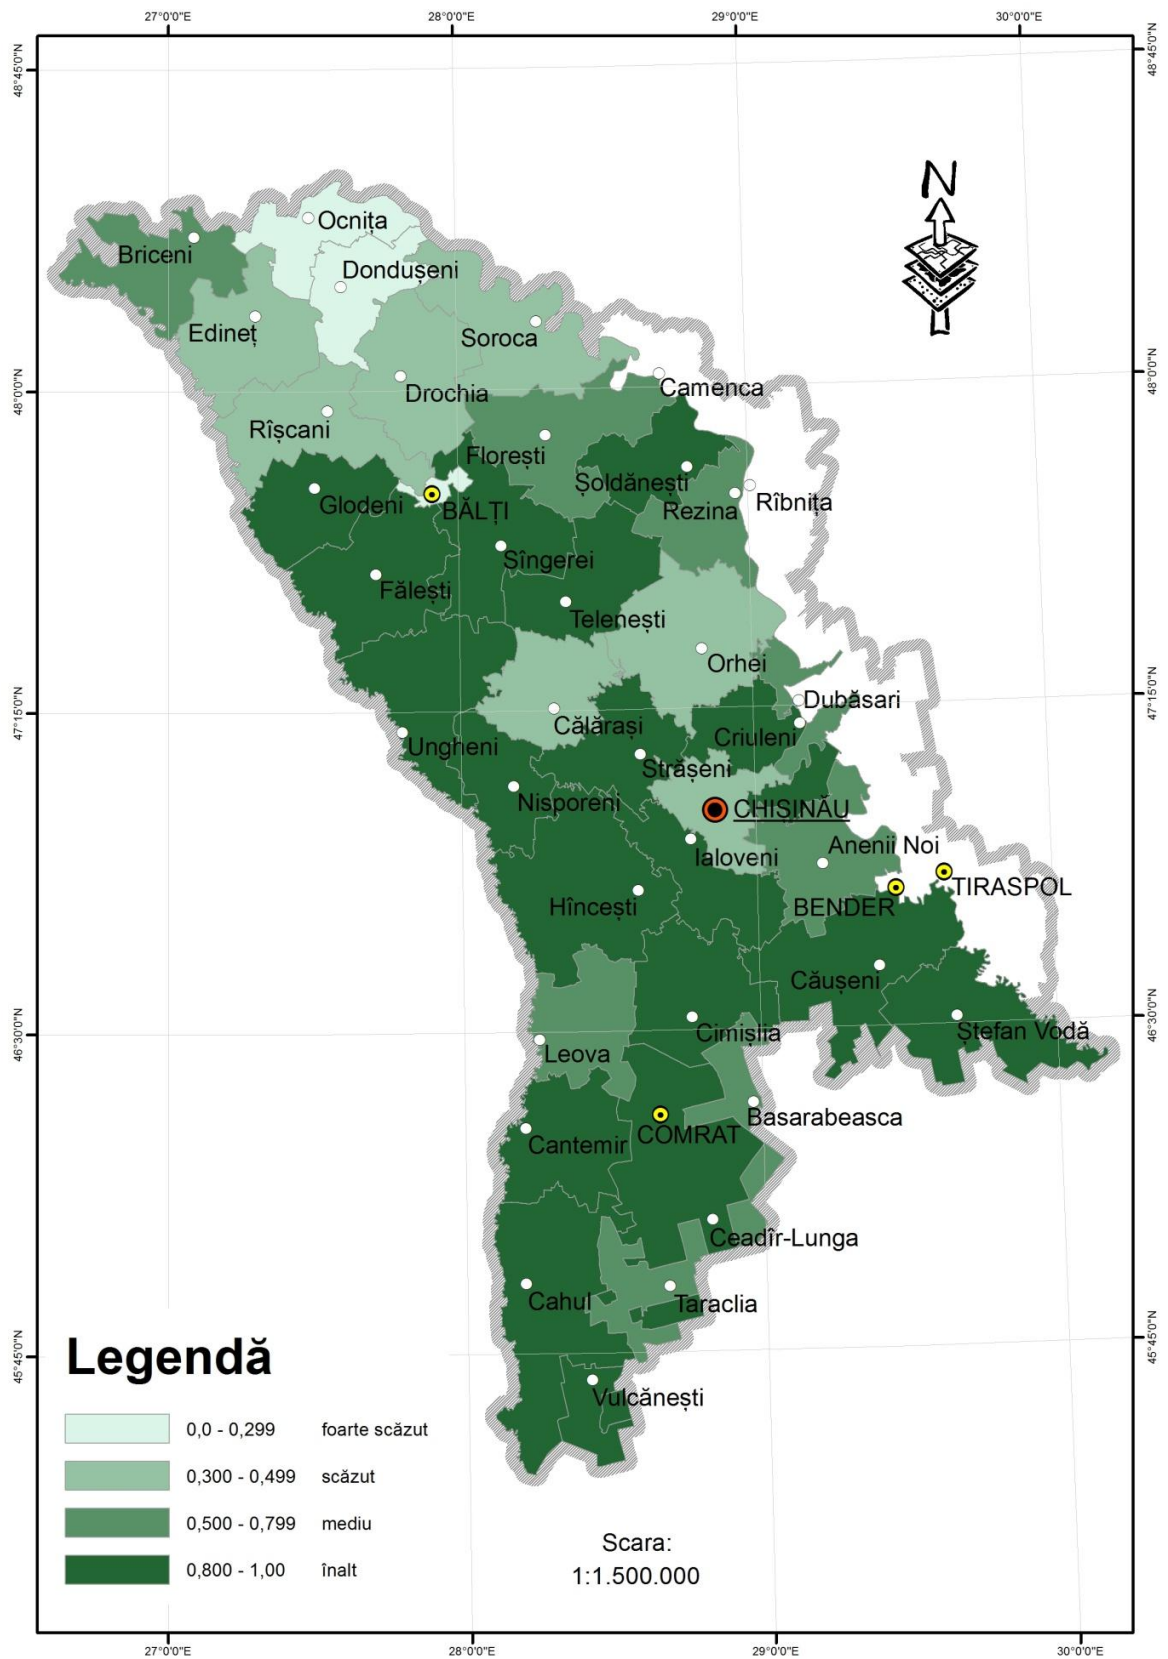 27°0'0"E 28°0'0"E 29°0'0"E 30°0'0"E
48°45'0"N 48°45'0"N
N
Ocnița
Briceni
Dondușeni
Edineț
Soroca
48°0'0"N 48°0'0"N
Camenca
Drochia
Rîșcani
Florești
Șoldănești
Glodeni
BĂLȚI
Rezina
Rîbnița
Sîngerei
Fălești
Telenești
Orhei
Dubăsari
47°15'0"N 47°15'0"N
Călărași
Criuleni
Ungheni
Strășeni
Nisporeni
CHIȘINĂU
Ialoveni
Anenii Noi
TIRASPOL
Hîncești
BENDER
Căușeni
46°30'0"N 46°30'0"N
Cimișlia
Ștefan Vodă
Leova
Basarabeasca
Cantemir
COMRAT
Ceadîr-Lunga
Cahul
Taraclia
45°45'0"N 45°45'0"N
Vulcănești
Legendă
0,0 - 0,299 foarte scăzut
0,300 - 0,499 scăzut
0,500 - 0,799 mediu
0,800 - 1,00 înalt
Scara:
1:1.500.000
27°0'0"E 28°0'0"E 29°0'0"E 30°0'0"E